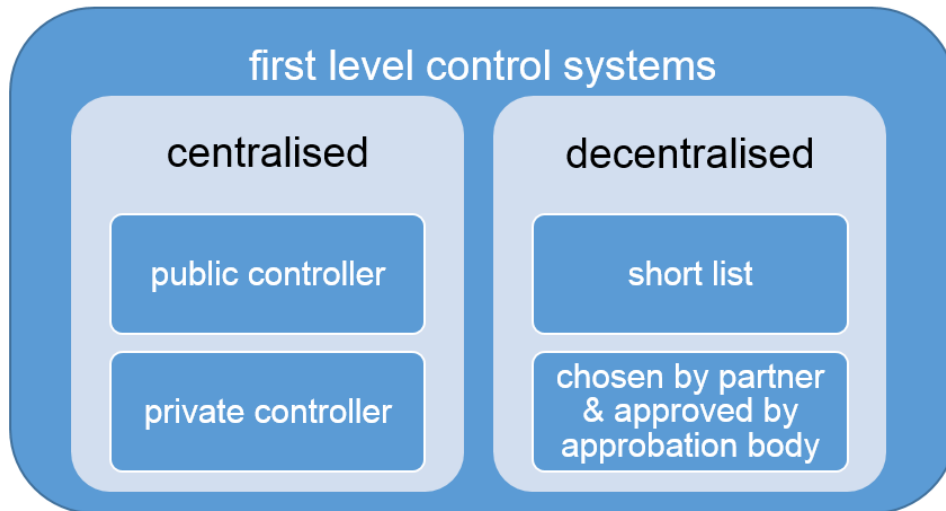 first level control systems
centralised
public controller
private controller
decentralised
short list
chosen by partner
& approved by
approbation body